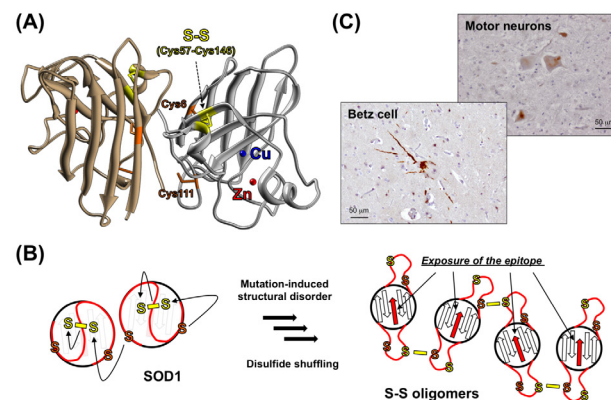 (A)
S-S
(Cys57-Cys146)
Cys6
Cu
Zn
Cys111
(C)
Motor neurons
50 µm
Betz cell
50 µm
(B)
S S
S S
S S
S S
SOD1
Mutation-induced
structural disorder
Disulfide shuffling
Exposure of the epitope
S S
S S
S S
S S
S S
S S
S S
S S
S-S oligomers